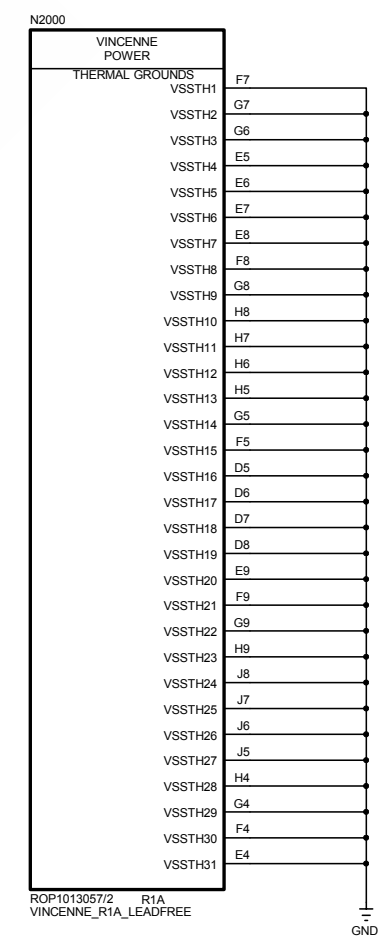 N2000
VINCENNE
POWER
THERMAL GROUNDS
VSSTH1 F7
VSSTH2 G7
VSSTH3 G6
VSSTH4 E5
VSSTH5 E6
VSSTH6 E7
VSSTH7 E8
VSSTH8 F8
VSSTH9 G8
VSSTH10 H8
VSSTH11 H7
VSSTH12 H6
VSSTH13 H5
VSSTH14 G5
VSSTH15 F5
VSSTH16 D5
VSSTH17 D6
VSSTH18 D7
VSSTH19 D8
VSSTH20 E9
VSSTH21 F9
VSSTH22 G9
VSSTH23 H9
VSSTH24 J8
VSSTH25 J7
VSSTH26 J6
VSSTH27 J5
VSSTH28 H4
VSSTH29 G4
VSSTH30 F4
VSSTH31 E4
ROP1013057/2 R1A
VINCENNE_R1A_LEADFREE
GND